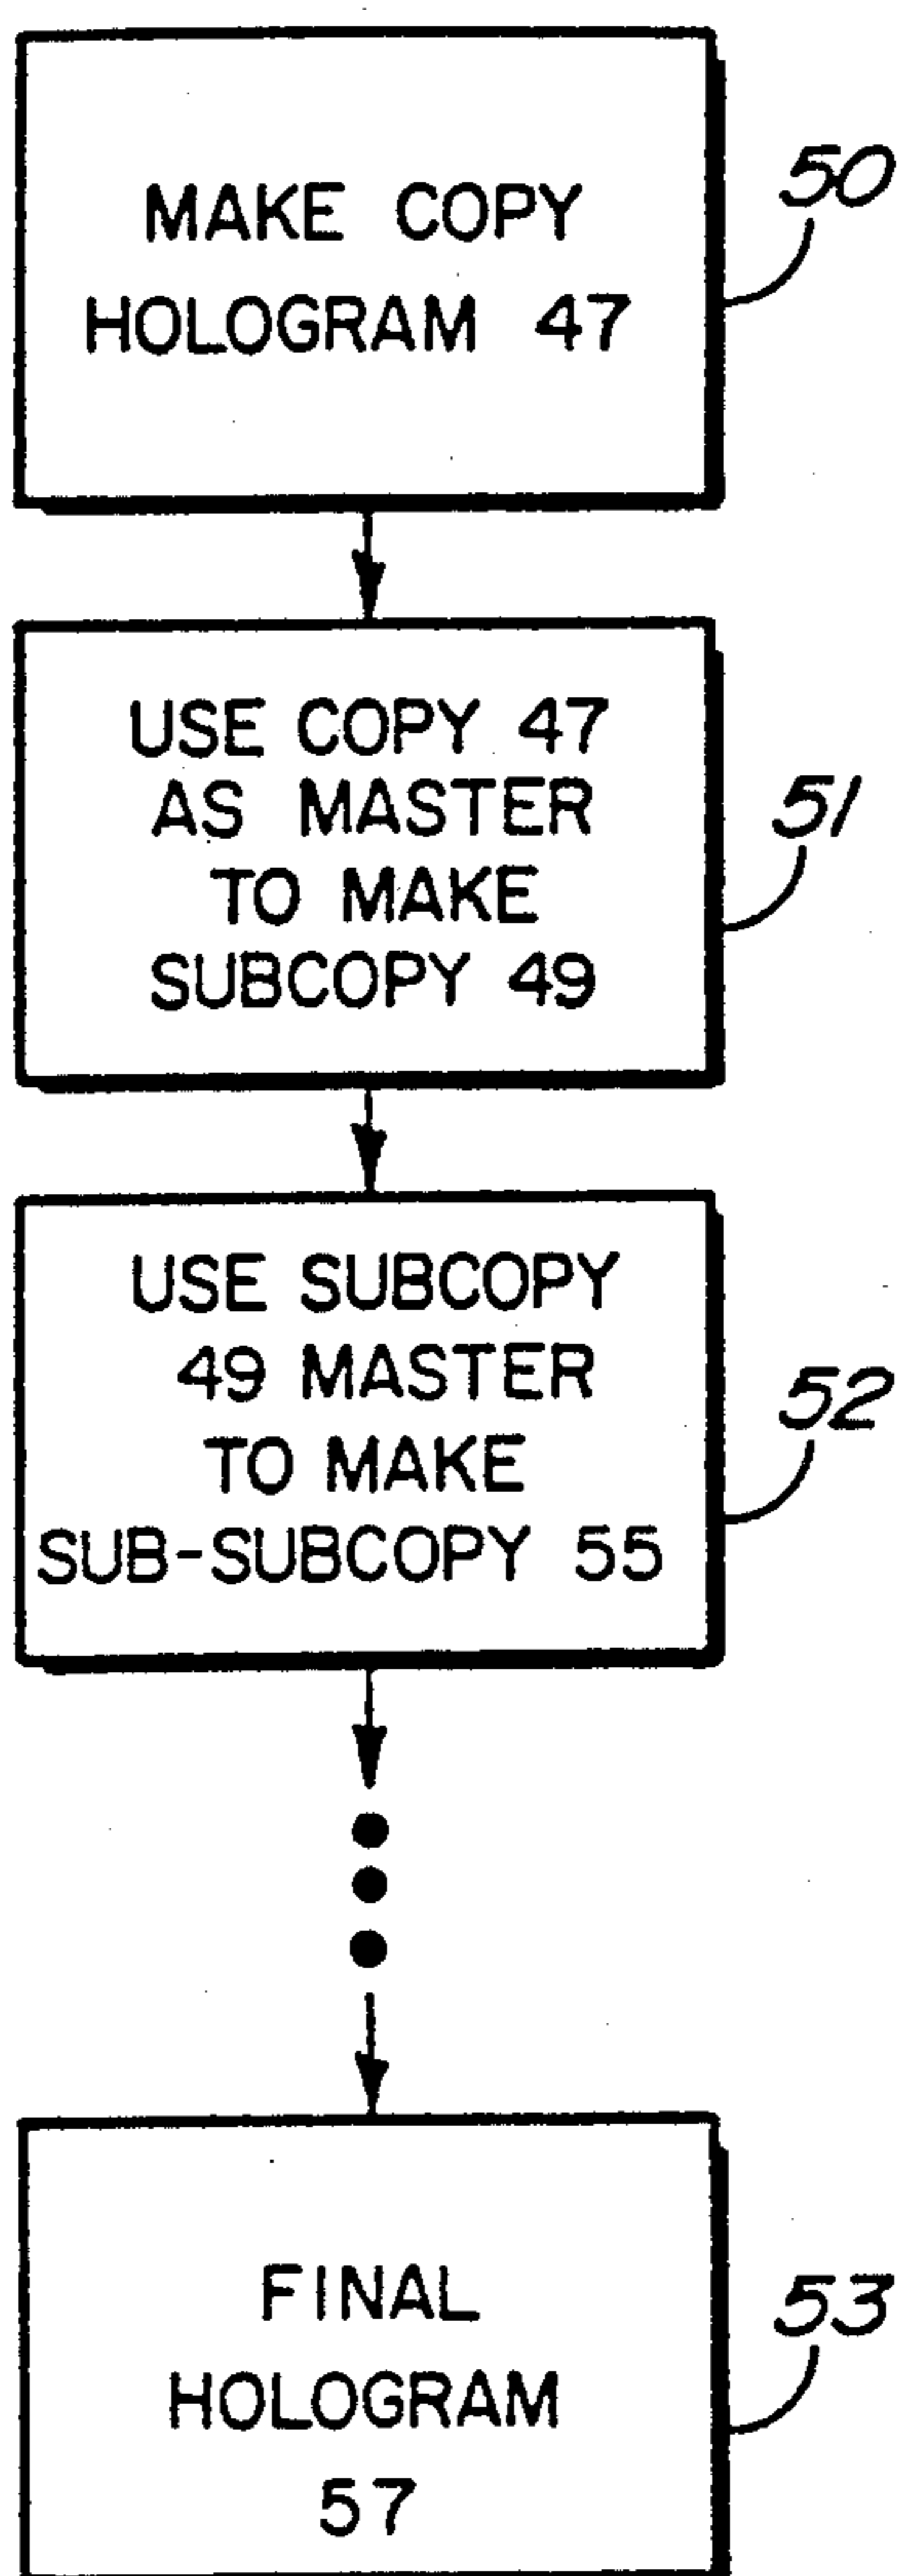 MAKE COPY
HOLOGRAM 47
50
USE COPY 47
AS MASTER
TO MAKE
SUBCOPY 49
51
USE SUBCOPY
49 MASTER
TO MAKE
SUB-SUBCOPY 55
52
FINAL
HOLOGRAM
57
53